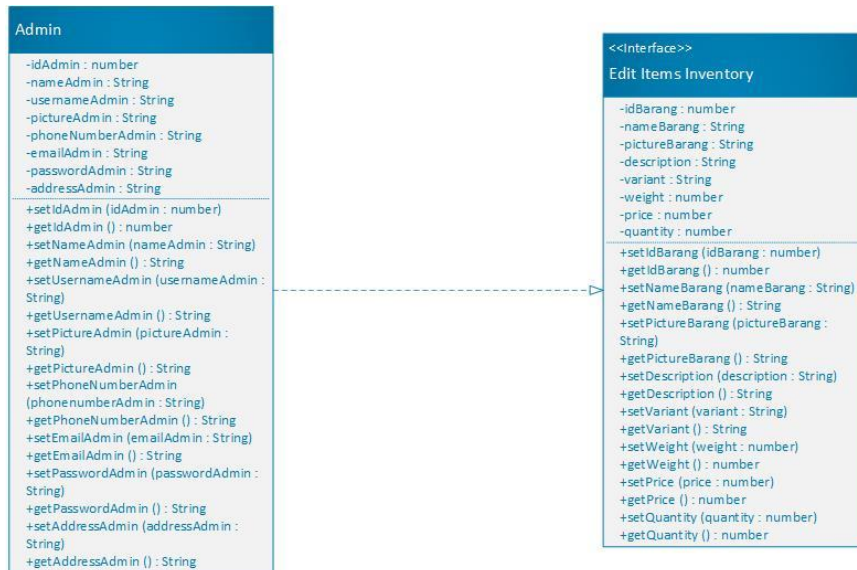 Admin
-idAdmin : number
-nameAdmin : String
-usernameAdmin : String
-pictureAdmin : String
-phoneNumberAdmin : String
-emailAdmin : String
-passwordAdmin : String
-addressAdmin : String
+setIdAdmin (idAdmin : number)
+getIdAdmin () : number
+setNameAdmin (nameAdmin : String)
+getNameAdmin () : String
+setUsernameAdmin (usernameAdmin :
String)
+getUsernameAdmin () : String
+setPictureAdmin (pictureAdmin :
String)
+getPictureAdmin () : String
+setPhoneNumberAdmin
(phonenumberAdmin : String)
+getPhoneNumberAdmin () : String
+setEmailAdmin (emailAdmin : String)
+getEmailAdmin () : String
+setPasswordAdmin (passwordAdmin :
String)
+getPasswordAdmin () : String
+setAddressAdmin (addressAdmin :
String)
+getAddressAdmin () : String
<<Interface>>
Edit Items Inventory
-idBarang : number
-nameBarang : String
-pictureBarang : String
-description : String
-variant : String
-weight : number
-price : number
-quantity : number
+setIdBarang (idBarang : number)
+getIdBarang () : number
+setNameBarang (nameBarang : String)
+getNameBarang () : String
+setPictureBarang (pictureBarang :
String)
+getPictureBarang () : String
+setDescription (description : String)
+getDescription () : String
+setVariant (variant : String)
+getVariant () : String
+setWeight (weight : number)
+getWeight () : number
+setPrice (price : number)
+getPrice () : number
+setQuantity (quantity : number)
+getQuantity () : number